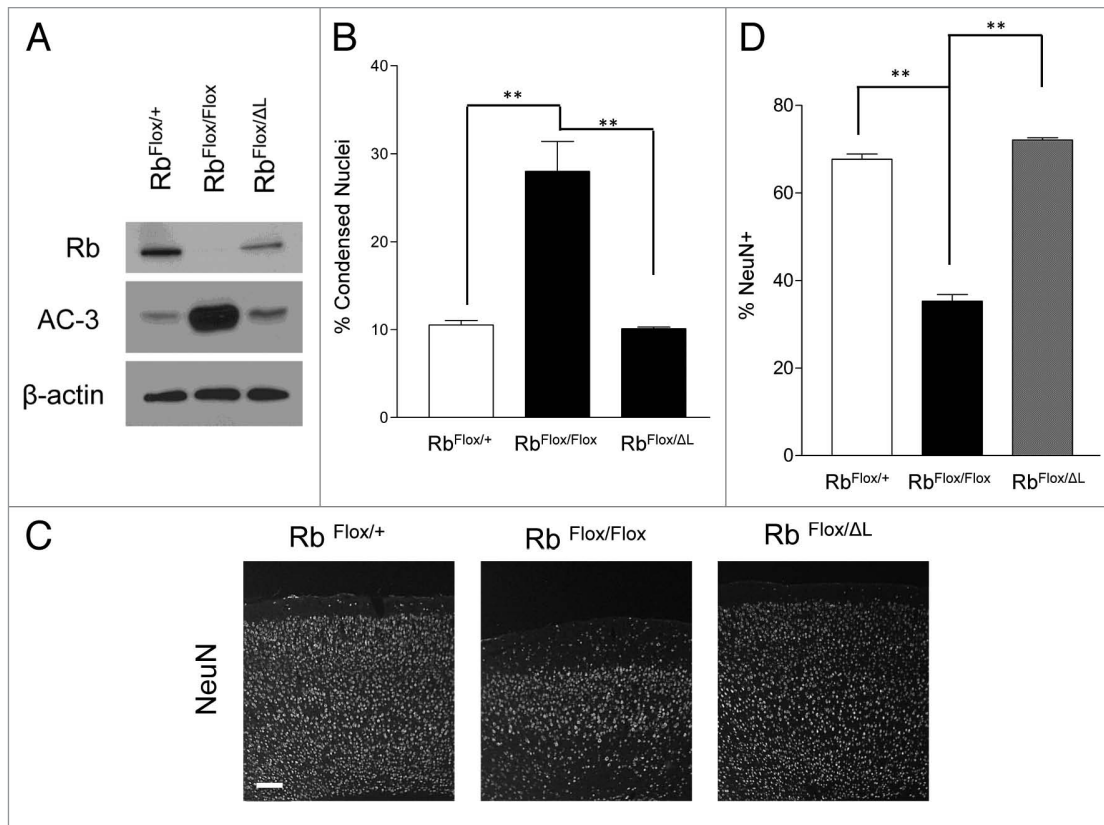 A
Rb^Flox/+
Rb^Flox/Flox
Rb^Flox/ΔL
Rb
AC-3
β-actin
B
% Condensed Nuclei
40
30
20
10
0
**
**
Rb^Flox/+
Rb^Flox/Flox
Rb^Flox/ΔL
D
% NeuN+
80
60
40
20
0
**
**
Rb^Flox/+
Rb^Flox/Flox
Rb^Flox/ΔL
C
Rb ^Flox/+
Rb ^Flox/Flox
Rb ^Flox/ΔL
NeuN